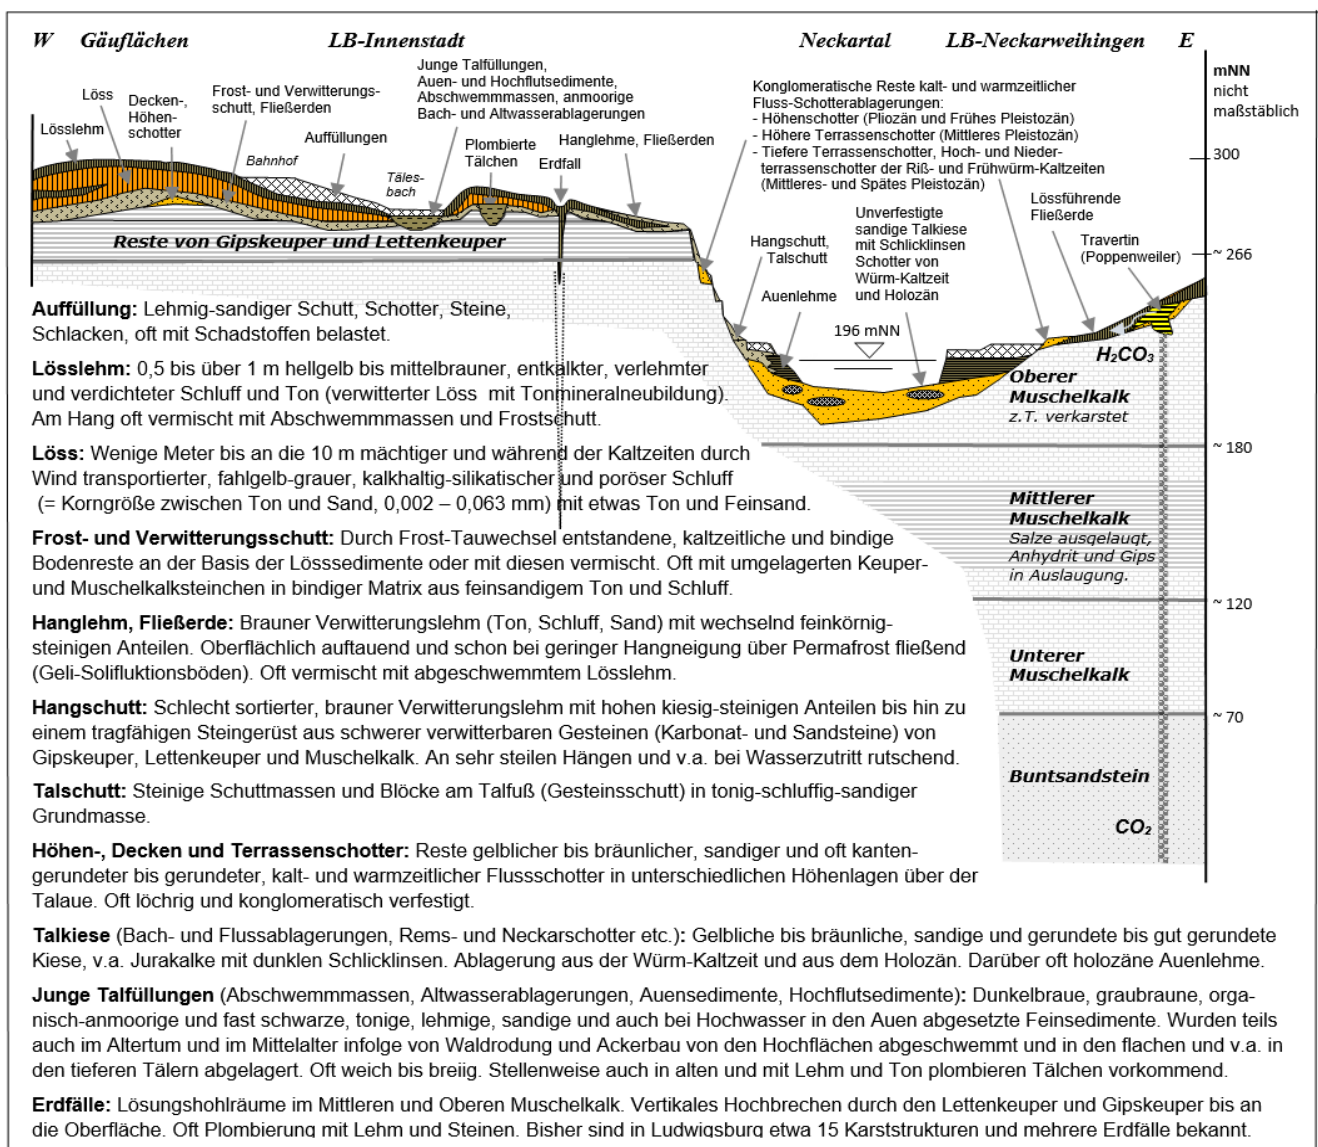 W Gäuflächen LB-Innenstadt Neckartal LB-Neckarweihingen E
mNN
nicht
maßstäblich
Lösslehm
Löss
Decken-,
Höhen-
schotter
Frost- und Verwitterungs-
schutt, Fließerden
Bahnhof
Auffüllungen
Junge Talfüllungen,
Auen- und Hochflutsedimente,
Abschwemmmassen, anmoorige
Bach- und Altwasserablagerungen
Täles-
bach
Plombierte
Tälchen
Erdfall
Hanglehme, Fließerden
Konglomeratische Reste kalt- und warmzeitlicher
Fluss-Schotterablagerungen:
- Höhenschotter (Pliozän und Frühes Pleistozän)
- Höhere Terrassenschotter (Mittleres Pleistozän)
- Tiefere Terrassenschotter, Hoch- und Nieder-
terrassenschotter der Riß- und Frühwürm-Kaltzeiten
(Mittleres- und Spätes Pleistozän)
300
Hangschutt,
Talschutt
Auenlehme
Unverfestigte
sandige Talkiese
mit Schlicklinsen
Schotter von
Würm-Kaltzeit
und Holozän
Lössführende
Fließerde
Travertin
(Poppenweiler)
~ 266
Reste von Gipskeuper und Lettenkeuper
196 mNN
H₂CO₃
Oberer
Muschelkalk
z.T. verkarstet
~ 180
Mittlerer
Muschelkalk
Salze ausgelaugt,
Anhydrit und Gips
in Auslaugung.
~ 120
Unterer
Muschelkalk
~ 70
Buntsandstein
CO₂
Auffüllung: Lehmig-sandiger Schutt, Schotter, Steine,
Schlacken, oft mit Schadstoffen belastet.
Lösslehm: 0,5 bis über 1 m hellgelb bis mittelbrauner, entkalkter, verlehmter
und verdichteter Schluff und Ton (verwitterter Löss mit Tonmineralneubildung).
Am Hang oft vermischt mit Abschwemmmassen und Frostschutt.
Löss: Wenige Meter bis an die 10 m mächtiger und während der Kaltzeiten durch
Wind transportierter, fahlgelb-grauer, kalkhaltig-silikatischer und poröser Schluff
(= Korngröße zwischen Ton und Sand, 0,002 – 0,063 mm) mit etwas Ton und Feinsand.
Frost- und Verwitterungsschutt: Durch Frost-Tauwechsel entstandene, kaltzeitliche und bindige
Bodenreste an der Basis der Lösssedimente oder mit diesen vermischt. Oft mit umgelagerten Keuper-
und Muschelkalksteinchen in bindiger Matrix aus feinsandigem Ton und Schluff.
Hanglehm, Fließerde: Brauner Verwitterungslehm (Ton, Schluff, Sand) mit wechselnd feinkörnig-
steinigen Anteilen. Oberflächlich auftauend und schon bei geringer Hangneigung über Permafrost fließend
(Geli-Solifluktionsböden). Oft vermischt mit abgeschwemmtem Lösslehm.
Hangschutt: Schlecht sortierter, brauner Verwitterungslehm mit hohen kiesig-steinigen Anteilen bis hin zu
einem tragfähigen Steingerüst aus schwerer verwitterbaren Gesteinen (Karbonat- und Sandsteine) von
Gipskeuper, Lettenkeuper und Muschelkalk. An sehr steilen Hängen und v.a. bei Wasserzutritt rutschend.
Talschutt: Steinige Schuttmassen und Blöcke am Talfuß (Gesteinsschutt) in tonig-schluffig-sandiger
Grundmasse.
Höhen-, Decken und Terrassenschotter: Reste gelblicher bis bräunlicher, sandiger und oft kanten-
gerundeter bis gerundeter, kalt- und warmzeitlicher Flussschotter in unterschiedlichen Höhenlagen über der
Talaue. Oft löchrig und konglomeratisch verfestigt.
Talkiese (Bach- und Flussablagerungen, Rems- und Neckarschotter etc.): Gelbliche bis bräunliche, sandige und gerundete bis gut gerundete
Kiese, v.a. Jurakalke mit dunklen Schlicklinsen. Ablagerung aus der Würm-Kaltzeit und aus dem Holozän. Darüber oft holozäne Auenlehme.
Junge Talfüllungen (Abschwemmmassen, Altwasserablagerungen, Auensedimente, Hochflutsedimente): Dunkelbraue, graubraune, orga-
nisch-anmoorige und fast schwarze, tonige, lehmige, sandige und auch bei Hochwasser in den Auen abgesetzte Feinsedimente. Wurden teils
auch im Altertum und im Mittelalter infolge von Waldrodung und Ackerbau von den Hochflächen abgeschwemmt und in den flachen und v.a. in
den tieferen Tälern abgelagert. Oft weich bis breiig. Stellenweise auch in alten und mit Lehm und Ton plombieren Tälchen vorkommend.
Erdfälle: Lösungshohlräume im Mittleren und Oberen Muschelkalk. Vertikales Hochbrechen durch den Lettenkeuper und Gipskeuper bis an
die Oberfläche. Oft Plombierung mit Lehm und Steinen. Bisher sind in Ludwigsburg etwa 15 Karststrukturen und mehrere Erdfälle bekannt.